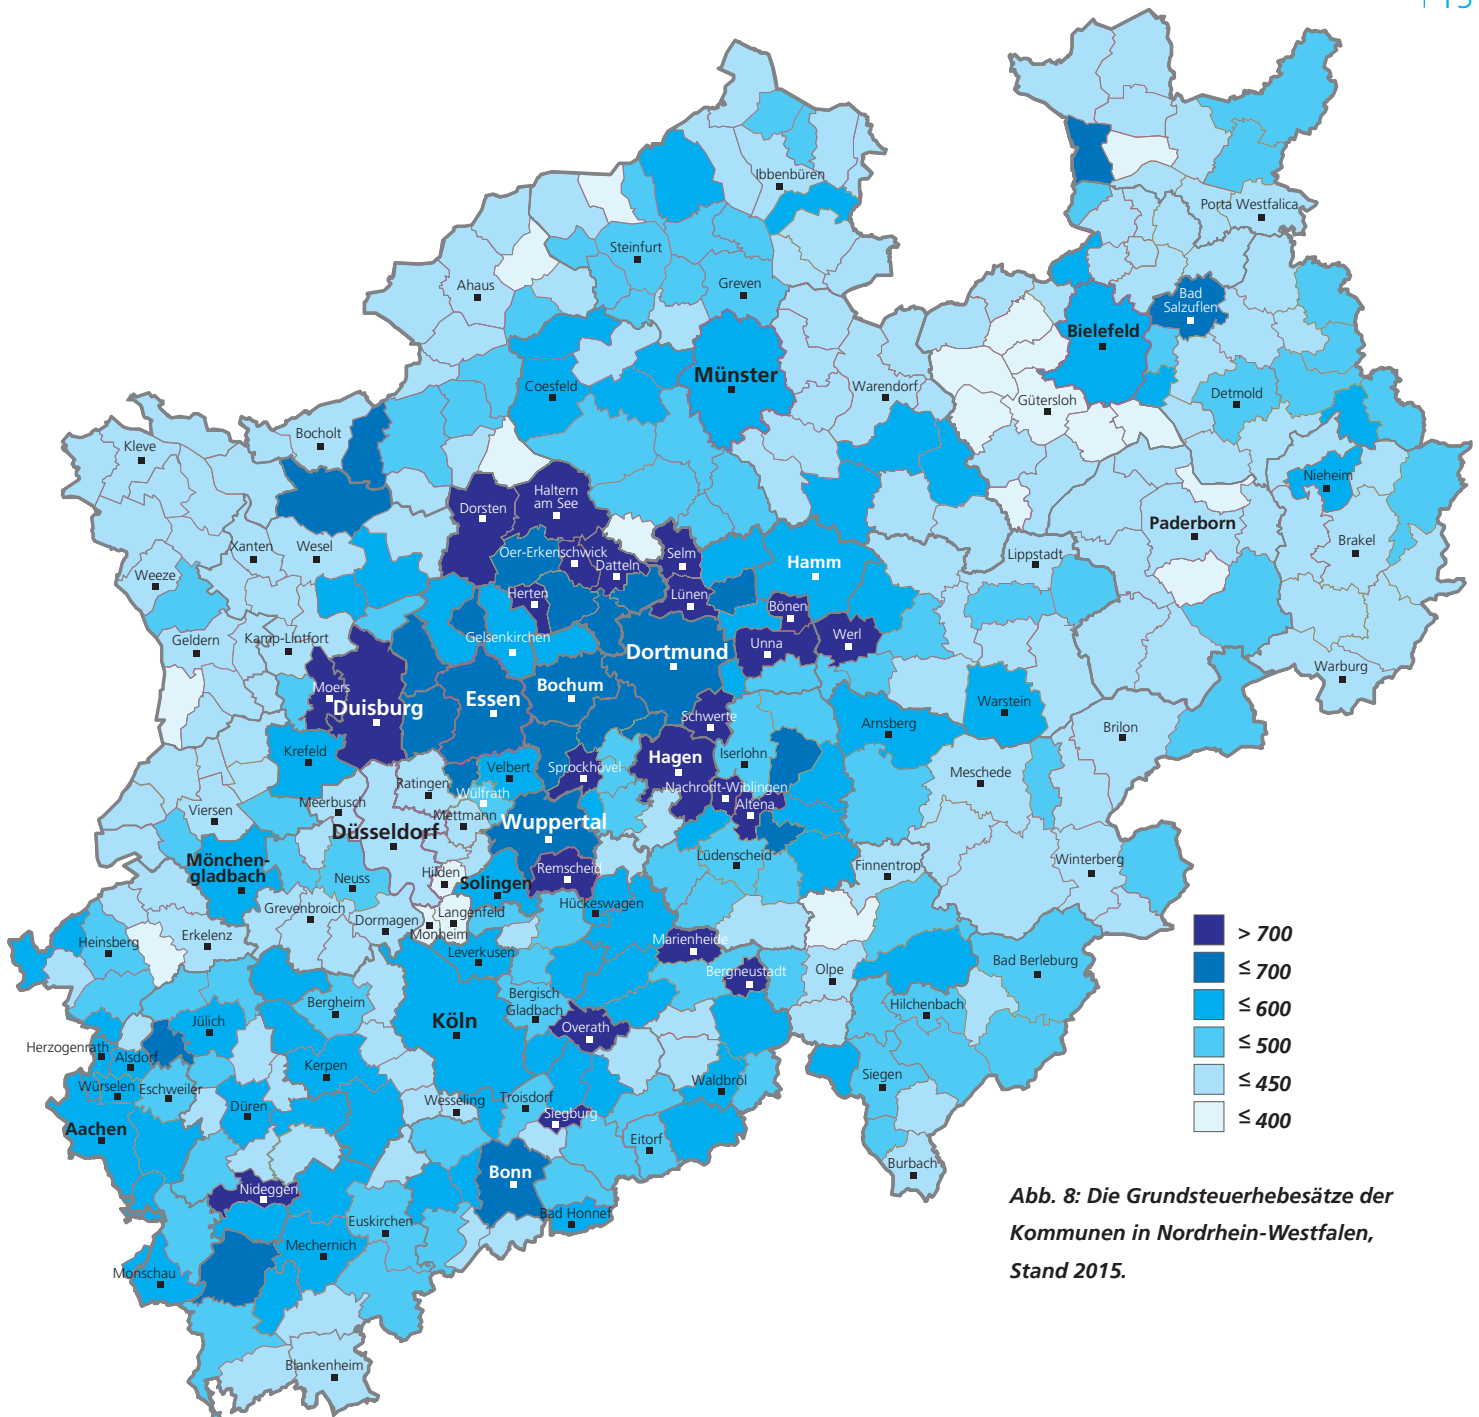 Ibbenbüren
Porta Westfalica
Steinfurt
Ahaus
Greven
Bad
Salzuflen
Bielefeld
Münster
Coesfeld
Warendorf
Gütersloh
Detmold
Kleve
Bocholt
Nieheim
Haltern
am See
Dorsten
Paderborn
Xanten
Wesel
Oer-Erkenschwick
Selm
Lippstadt
Brakel
Weeze
Datteln
Hamm
Herten
Lünen
Bönen
Geldern
Kamp-Lintfort
Gelsenkirchen
Dortmund
Unna
Werl
Warburg
Moers
Duisburg
Essen
Bochum
Schwerte
Warstein
Arnsberg
Brilon
Krefeld
Velbert
Sprockhövel
Hagen
Iserlohn
Meschede
Ratingen
Wülfrath
Nachrodt-Wiblingen
Altena
Viersen
Meerbusch
Mettmann
Düsseldorf
Wuppertal
Mönchen-
gladbach
Neuss
Hilden
Solingen
Remscheid
Lüdenscheid
Finnentrop
Winterberg
Grevenbroich
Dormagen
Langenfeld
Monheim
Hückeswagen
Heinsberg
Erkelenz
Leverkusen
Marienheide
Bergneustadt
Olpe
Bad Berleburg
Bergheim
Bergisch
Gladbach
Hilchenbach
Jülich
Köln
Overath
Herzogenrath
Alsdorf
Kerpen
Siegen
Würselen
Eschweiler
Düren
Wesseling
Troisdorf
Waldbröl
Aachen
Siegburg
Eitorf
Burbach
Bonn
Nideggen
Euskirchen
Bad Honnef
Mechernich
Monschau
Blankenheim
> 700
≤ 700
≤ 600
≤ 500
≤ 450
≤ 400
Abb. 8: Die Grundsteuerhebesätze der
Kommunen in Nordrhein-Westfalen,
Stand 2015.